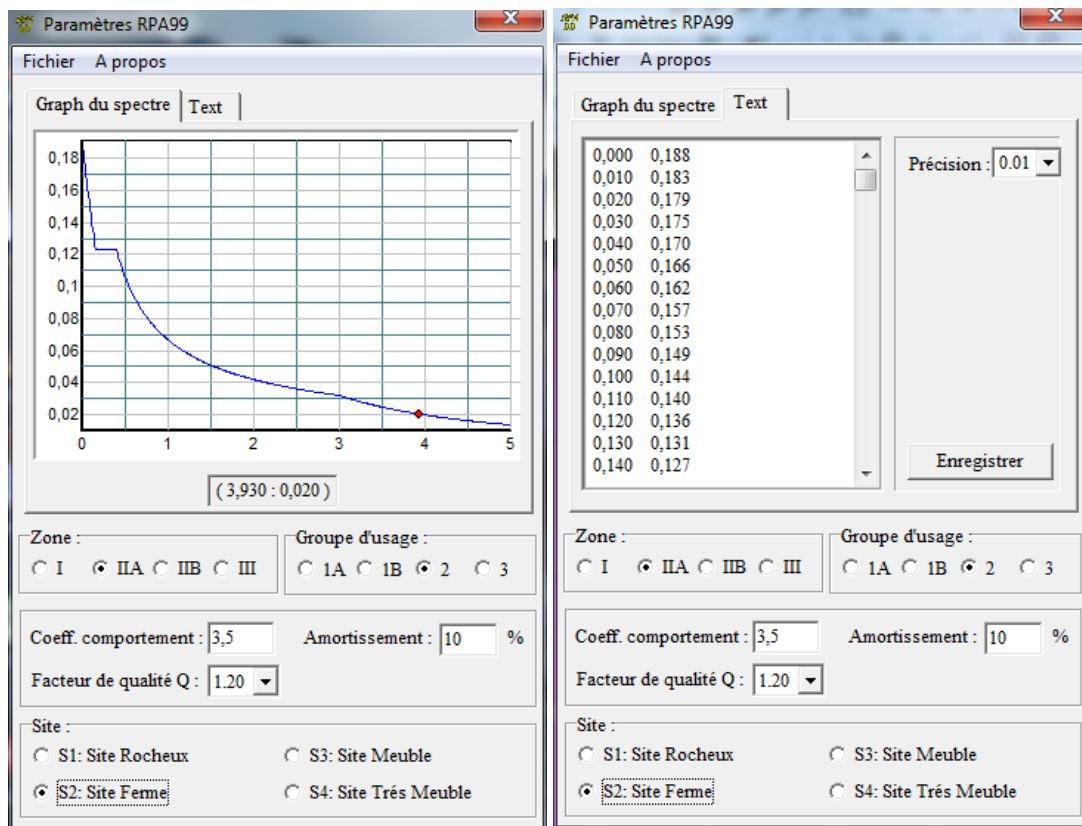 Paramètres RPA99
Fichier A propos
Graph du spectre Text
0,18
0,16
0,14
0,12
0,1
0,08
0,06
0,04
0,02
0 1 2 3 4 5
( 3,930 : 0,020 )
Zone :
I IIA IIB III
Groupe d'usage :
1A 1B 2 3
Coeff. comportement : 3,5 Amortissement : 10 %
Facteur de qualité Q : 1.20
Site :
S1: Site Rocheux S3: Site Meuble
S2: Site Ferme S4: Site Trés Meuble
Paramètres RPA99
Fichier A propos
Graph du spectre Text
0,000 0,188
0,010 0,183
0,020 0,179
0,030 0,175
0,040 0,170
0,050 0,166
0,060 0,162
0,070 0,157
0,080 0,153
0,090 0,149
0,100 0,144
0,110 0,140
0,120 0,136
0,130 0,131
0,140 0,127
Précision : 0.01
Enregistrer
Zone :
I IIA IIB III
Groupe d'usage :
1A 1B 2 3
Coeff. comportement : 3,5 Amortissement : 10 %
Facteur de qualité Q : 1.20
Site :
S1: Site Rocheux S3: Site Meuble
S2: Site Ferme S4: Site Trés Meuble